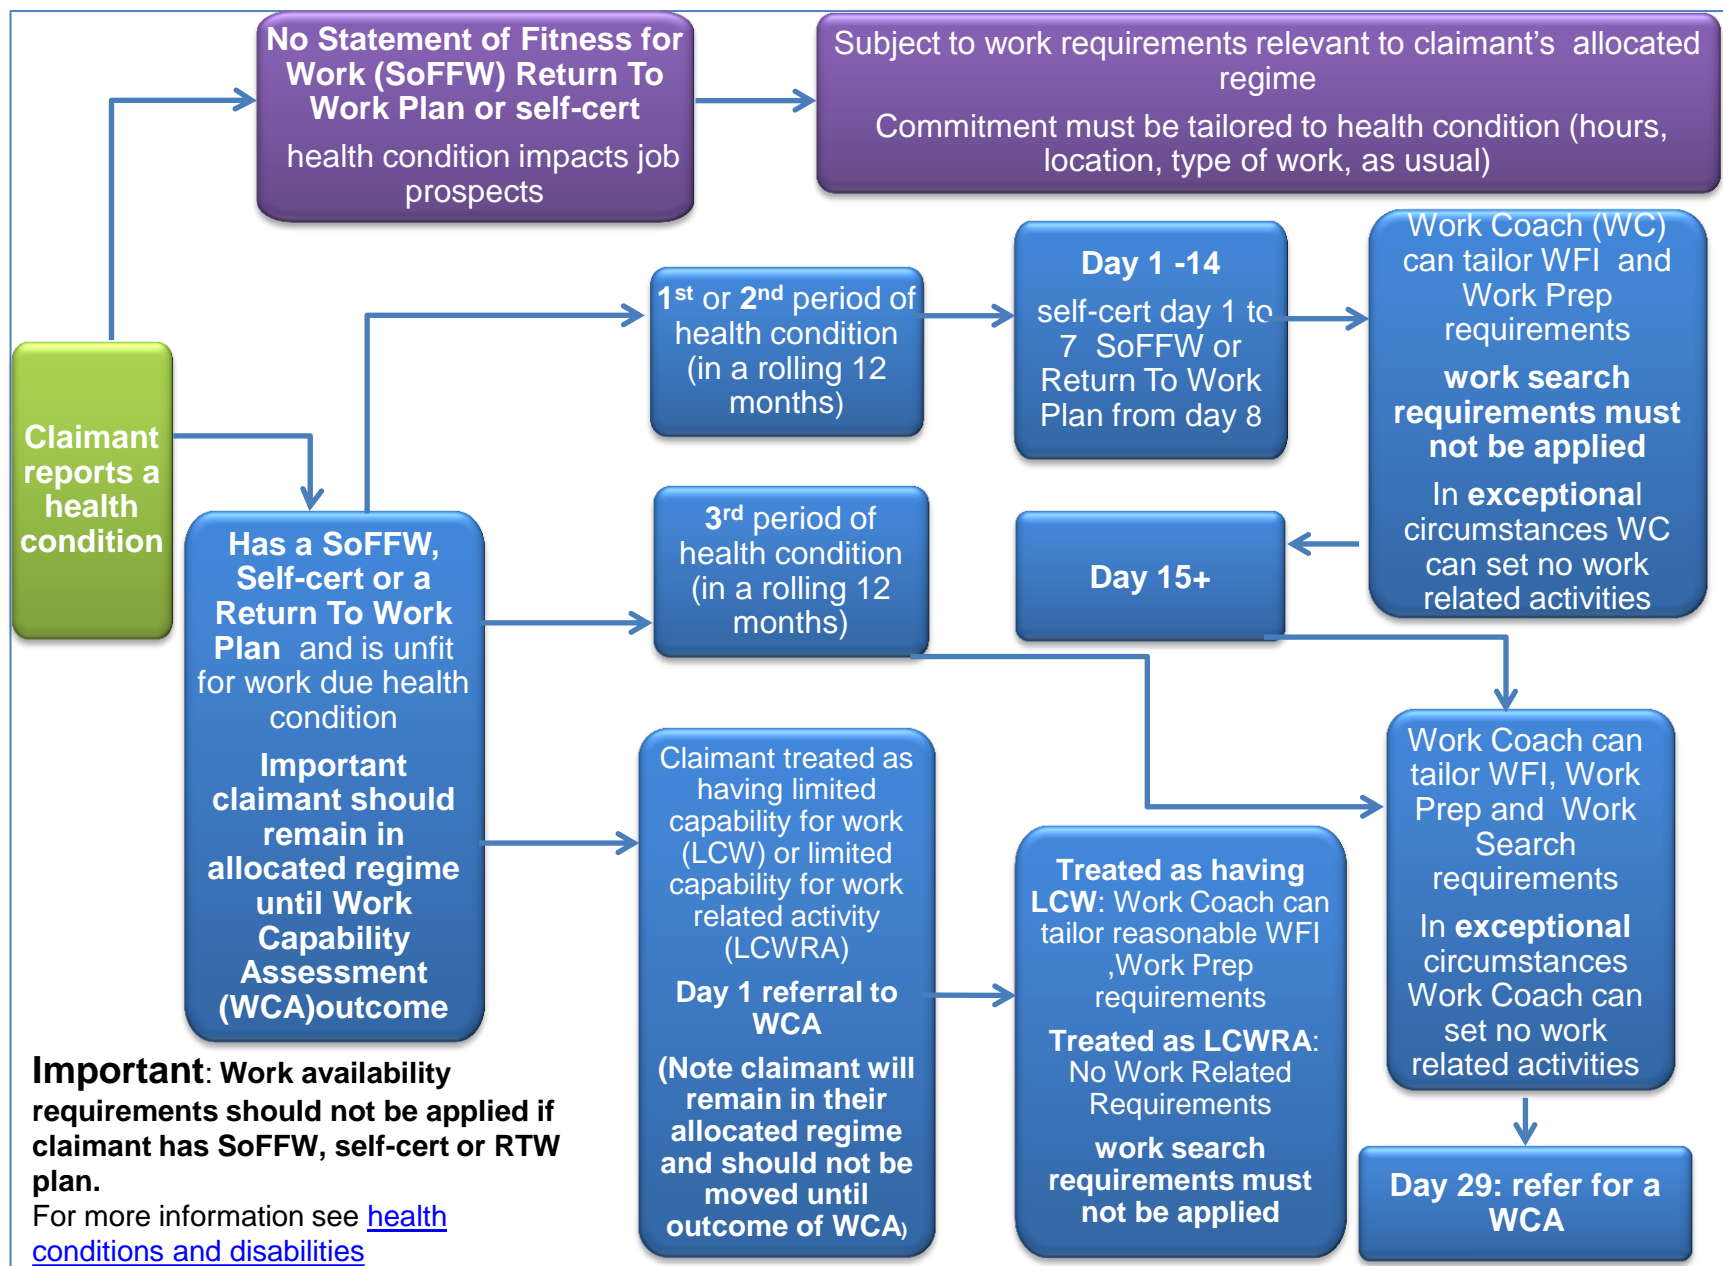 No Statement of Fitness for
Work (SoFFW) Return To
Work Plan or self-cert
health condition impacts job
prospects
Subject to work requirements relevant to claimant’s allocated
regime
Commitment must be tailored to health condition (hours,
location, type of work, as usual)
Claimant
reports a
health
condition
Has a SoFFW,
Self-cert or a
Return To Work
Plan and is unfit
for work due health
condition
Important
claimant should
remain in
allocated regime
until Work
Capability
Assessment
(WCA)outcome
1st or 2nd period of
health condition
(in a rolling 12
months)
Day 1 -14
self-cert day 1 to
7 SoFFW or
Return To Work
Plan from day 8
Work Coach (WC)
can tailor WFI and
Work Prep
requirements
work search
requirements must
not be applied
In exceptional
circumstances WC
can set no work
related activities
3rd period of
health condition
(in a rolling 12
months)
Day 15+
Claimant treated as
having limited
capability for work
(LCW) or limited
capability for work
related activity
(LCWRA)
Day 1 referral to
WCA
(Note claimant will
remain in their
allocated regime
and should not be
moved until
outcome of WCA)
Treated as having
LCW: Work Coach can
tailor reasonable WFI
,Work Prep
requirements
Treated as LCWRA:
No Work Related
Requirements
work search
requirements must
not be applied
Work Coach can
tailor WFI, Work
Prep and Work
Search
requirements
In exceptional
circumstances
Work Coach can
set no work
related activities
Day 29: refer for a
WCA
Important: Work availability
requirements should not be applied if
claimant has SoFFW, self-cert or RTW
plan.
For more information see health
conditions and disabilities